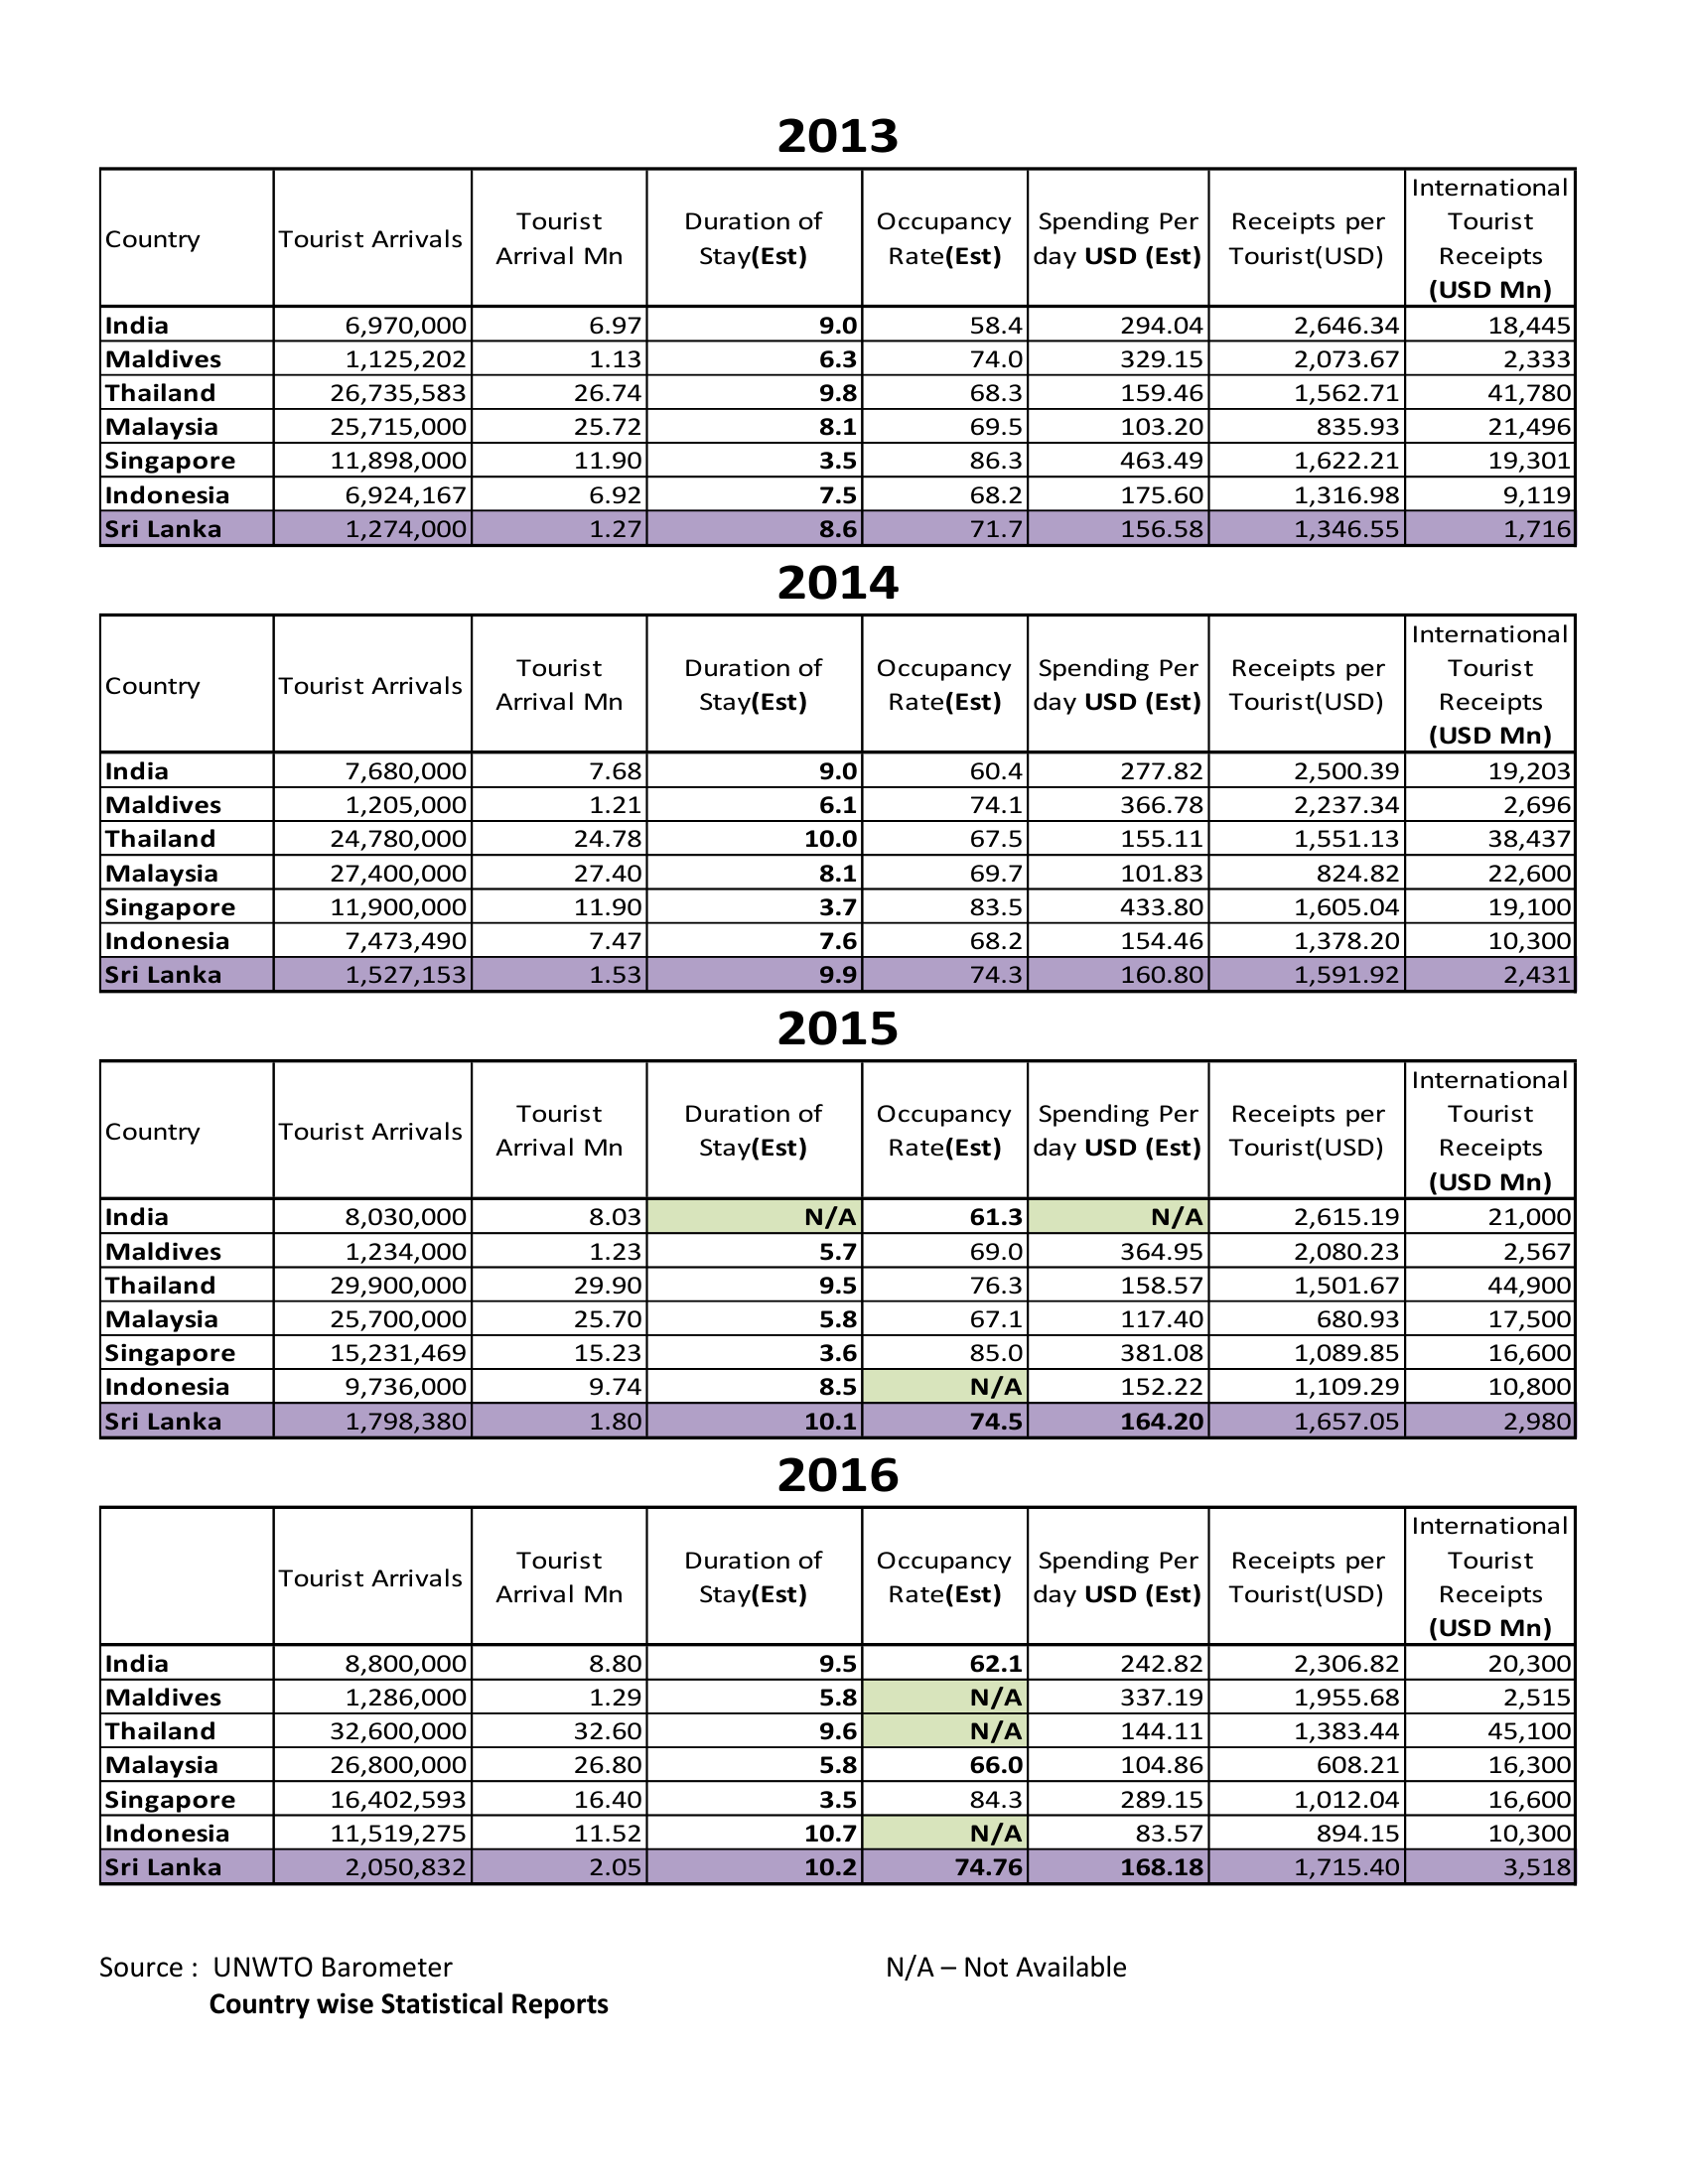 2013
Country Tourist Arrivals Tourist Arrival Mn Duration of Stay(Est) Occupancy Rate(Est) Spending Per day USD (Est) Receipts per Tourist(USD) International Tourist Receipts (USD Mn)
India 6,970,000 6.97 9.0 58.4 294.04 2,646.34 18,445
Maldives 1,125,202 1.13 6.3 74.0 329.15 2,073.67 2,333
Thailand 26,735,583 26.74 9.8 68.3 159.46 1,562.71 41,780
Malaysia 25,715,000 25.72 8.1 69.5 103.20 835.93 21,496
Singapore 11,898,000 11.90 3.5 86.3 463.49 1,622.21 19,301
Indonesia 6,924,167 6.92 7.5 68.2 175.60 1,316.98 9,119
Sri Lanka 1,274,000 1.27 8.6 71.7 156.58 1,346.55 1,716
2014
Country Tourist Arrivals Tourist Arrival Mn Duration of Stay(Est) Occupancy Rate(Est) Spending Per day USD (Est) Receipts per Tourist(USD) International Tourist Receipts (USD Mn)
India 7,680,000 7.68 9.0 60.4 277.82 2,500.39 19,203
Maldives 1,205,000 1.21 6.1 74.1 366.78 2,237.34 2,696
Thailand 24,780,000 24.78 10.0 67.5 155.11 1,551.13 38,437
Malaysia 27,400,000 27.40 8.1 69.7 101.83 824.82 22,600
Singapore 11,900,000 11.90 3.7 83.5 433.80 1,605.04 19,100
Indonesia 7,473,490 7.47 7.6 68.2 154.46 1,378.20 10,300
Sri Lanka 1,527,153 1.53 9.9 74.3 160.80 1,591.92 2,431
2015
Country Tourist Arrivals Tourist Arrival Mn Duration of Stay(Est) Occupancy Rate(Est) Spending Per day USD (Est) Receipts per Tourist(USD) International Tourist Receipts (USD Mn)
India 8,030,000 8.03 N/A 61.3 N/A 2,615.19 21,000
Maldives 1,234,000 1.23 5.7 69.0 364.95 2,080.23 2,567
Thailand 29,900,000 29.90 9.5 76.3 158.57 1,501.67 44,900
Malaysia 25,700,000 25.70 5.8 67.1 117.40 680.93 17,500
Singapore 15,231,469 15.23 3.6 85.0 381.08 1,089.85 16,600
Indonesia 9,736,000 9.74 8.5 N/A 152.22 1,109.29 10,800
Sri Lanka 1,798,380 1.80 10.1 74.5 164.20 1,657.05 2,980
2016
Tourist Arrivals Tourist Arrival Mn Duration of Stay(Est) Occupancy Rate(Est) Spending Per day USD (Est) Receipts per Tourist(USD) International Tourist Receipts (USD Mn)
India 8,800,000 8.80 9.5 62.1 242.82 2,306.82 20,300
Maldives 1,286,000 1.29 5.8 N/A 337.19 1,955.68 2,515
Thailand 32,600,000 32.60 9.6 N/A 144.11 1,383.44 45,100
Malaysia 26,800,000 26.80 5.8 66.0 104.86 608.21 16,300
Singapore 16,402,593 16.40 3.5 84.3 289.15 1,012.04 16,600
Indonesia 11,519,275 11.52 10.7 N/A 83.57 894.15 10,300
Sri Lanka 2,050,832 2.05 10.2 74.76 168.18 1,715.40 3,518
Source : UNWTO Barometer N/A – Not Available
Country wise Statistical Reports